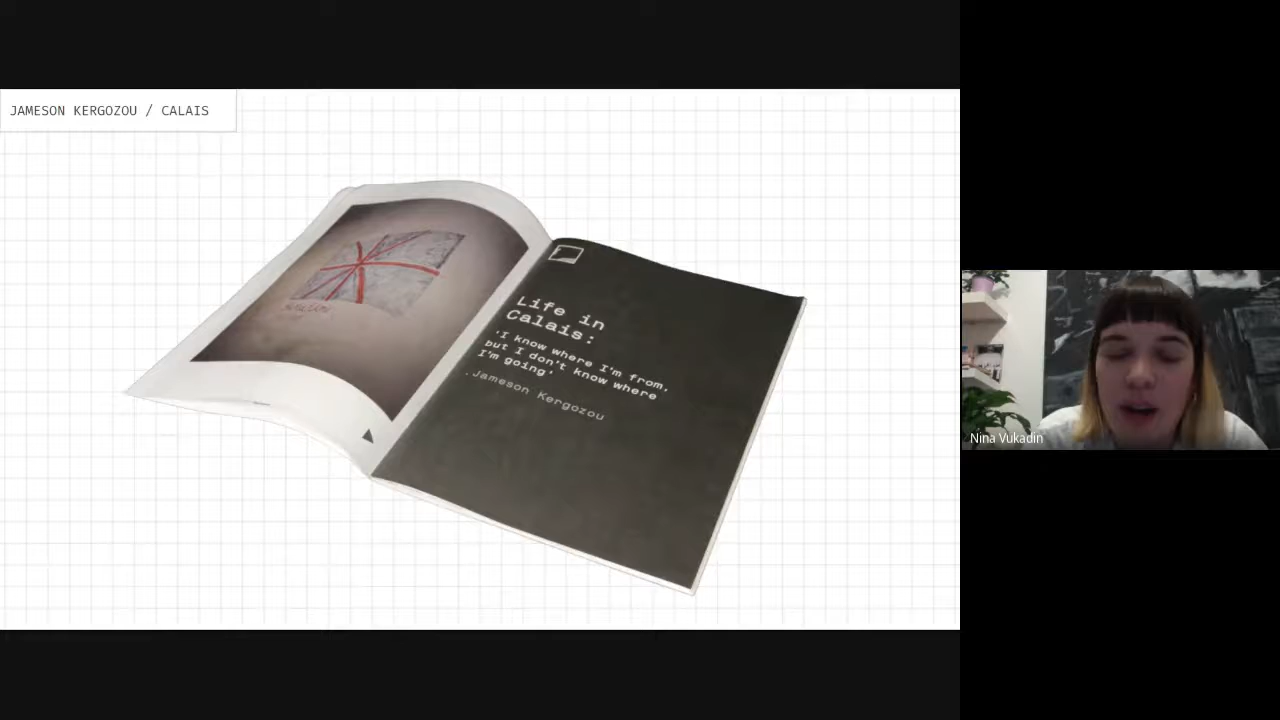 JAMESON KERGOZOU / CALAIS
Life in
Calais:
'I know where I'm from,
but I don't know where
I'm going'
.Jameson Kergozou
Nina Vukadin